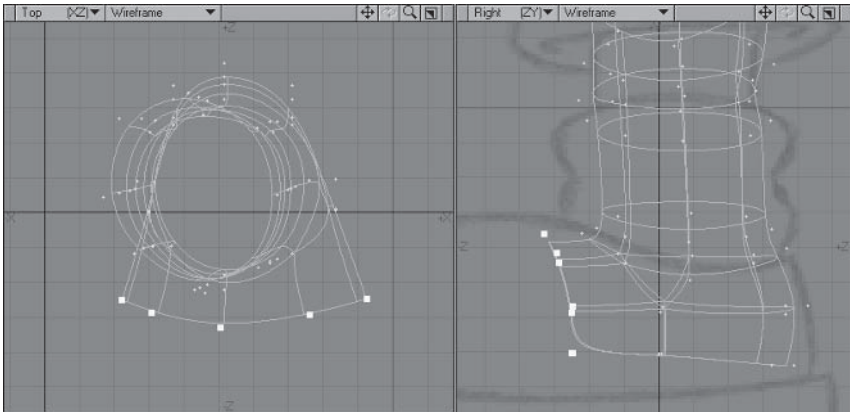 Top (XZ) Wireframe
Right (ZY) Wireframe
+Z
-X
+X
-Z
Z
+Z